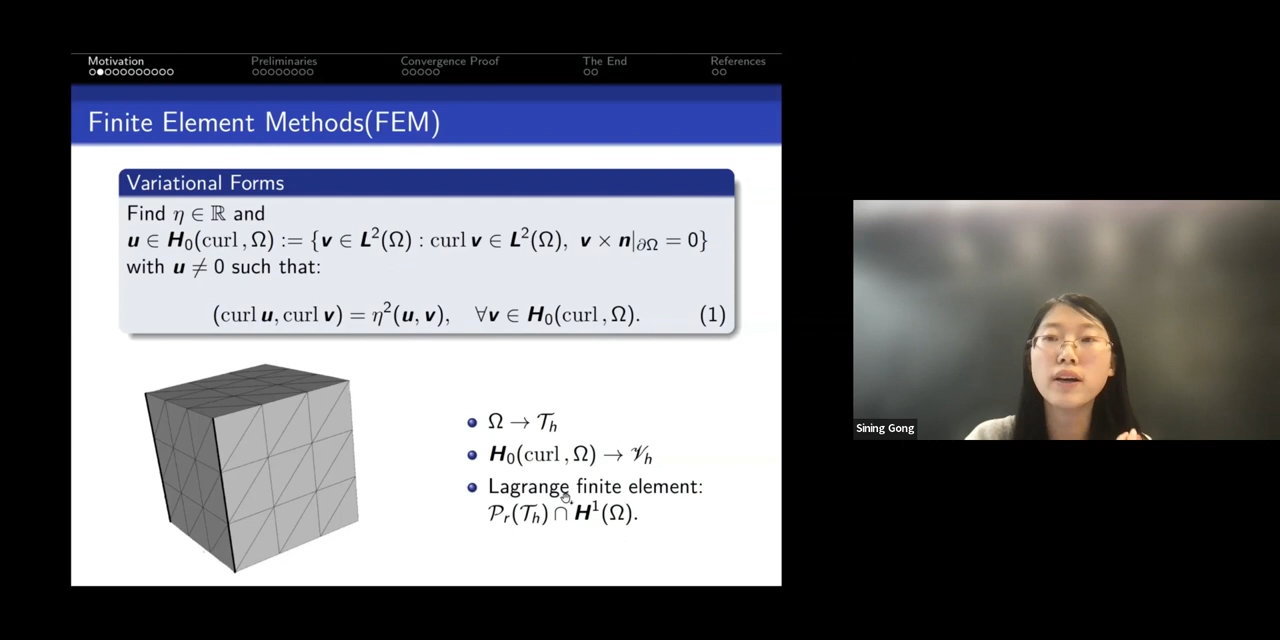 Motivation
Preliminaries
Convergence Proof
The End
References
Finite Element Methods(FEM)
Variational Forms
Find η ∈ ℝ and
u ∈ H₀(curl, Ω) := {v ∈ L²(Ω) : curl v ∈ L²(Ω), v × n|∂Ω = 0}
with u ≠ 0 such that:
(curl u, curl v) = η²(u, v), ∀v ∈ H₀(curl, Ω). (1)
Ω → 𝒯ₕ
H₀(curl, Ω) → 𝒱ₕ
Lagrange finite element:
𝒫ᵣ(𝒯ₕ) ∩ H¹(Ω).
Sining Gong